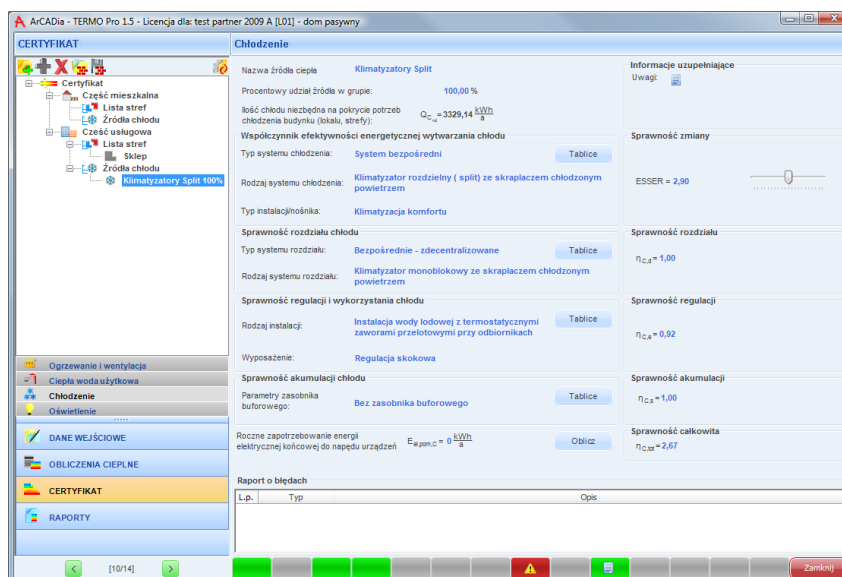 ArCADia - TERMO Pro 1.5 - Licencja dla: test partner 2009 A [L01] - dom pasywny
CERTYFIKAT
Certyfikat
Część mieszkalna
Lista stref
Źródła chłodu
Cześć usługowa
Lista stref
Sklep
Źródła chłodu
Klimatyzatory Split 100%
Ogrzewanie i wentylacja
Ciepła woda użytkowa
Chłodzenie
Oświetlenie
DANE WEJŚCIOWE
OBLICZENIA CIEPLNE
CERTYFIKAT
RAPORTY
[10/14]
Chłodzenie
Nazwa źródła ciepła Klimatyzatory Split
Procentowy udział źródła w grupie: 100,00 %
Ilość chłodu niezbędna na pokrycie potrzeb
chłodzenia budynku (lokalu, strefy): Q C,nd =3329,14 kWh/a
Informacje uzupełniające
Uwagi:
Współczynnik efektywności energetycznej wytwarzania chłodu
Typ systemu chłodzenia: System bezpośredni Tablice
Rodzaj systemu chłodzenia: Klimatyzator rozdzielny ( split) ze skraplaczem chłodzonym
powietrzem
Typ instalacji/nośnika: Klimatyzacja komfortu
Sprawność zmiany
ESSER = 2,90
Sprawność rozdziału chłodu
Typ systemu rozdziału: Bezpośrednie - zdecentralizowane Tablice
Rodzaj systemu rozdziału: Klimatyzator monoblokowy ze skraplaczem chłodzonym
powietrzem
Sprawność rozdziału
η C,d = 1,00
Sprawność regulacji i wykorzystania chłodu
Rodzaj instalacji: Instalacja wody lodowej z termostatycznymi
zaworami przelotowymi przy odbiornikach Tablice
Wyposażenie: Regulacja skokowa
Sprawność regulacji
η C,e = 0,92
Sprawność akumulacji chłodu
Parametry zasobnika
buforowego: Bez zasobnika buforowego Tablice
Sprawność akumulacji
η C,s = 1,00
Roczne zapotrzebowanie energii
elektrycznej końcowej do napędu urządzeń E el,pom,C = 0 kWh/a Oblicz
Sprawność całkowita
η C,tot = 2,67
Raport o błędach
L.p. Typ Opis
Zamknij